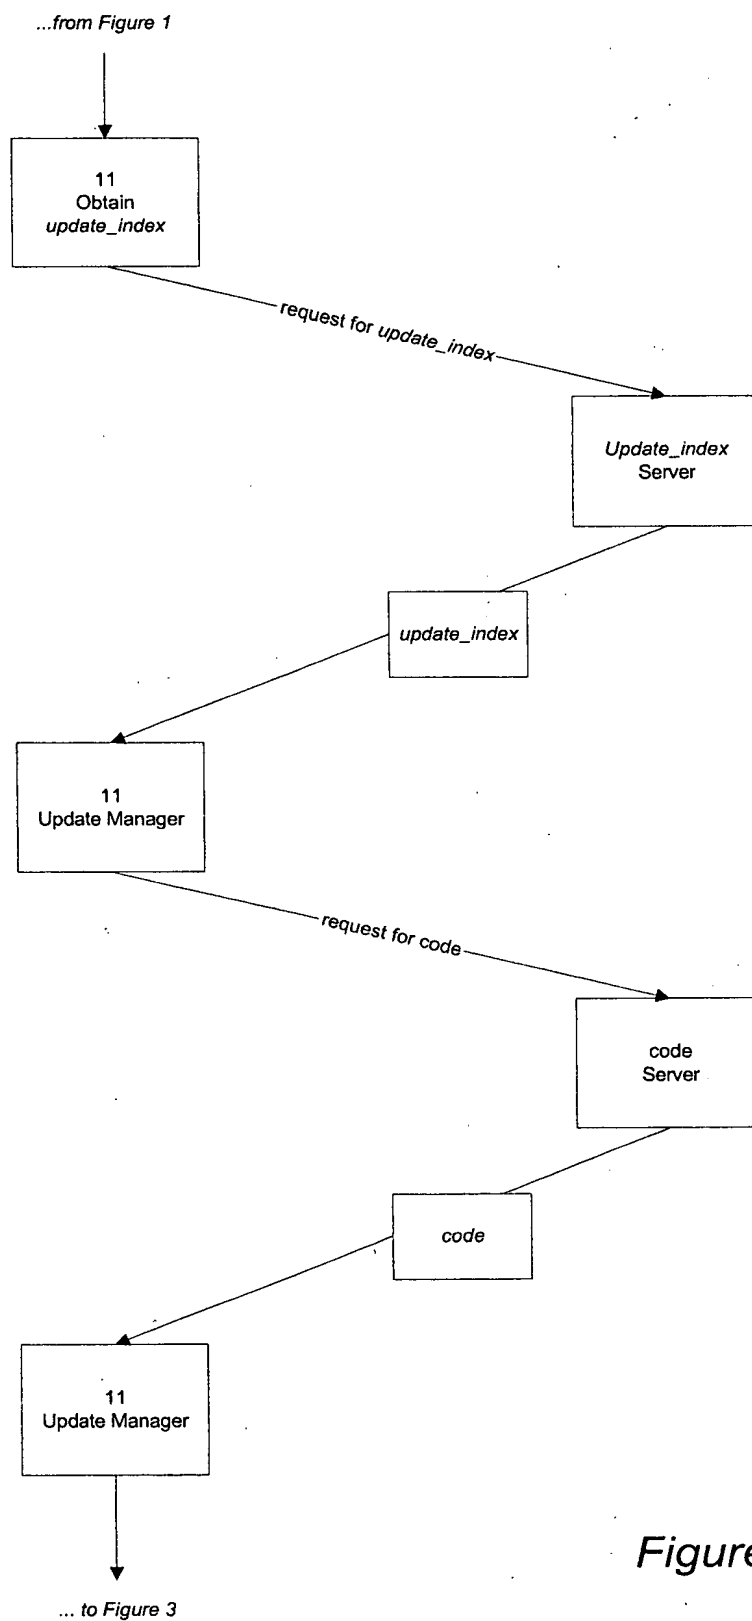 ...from Figure 1
11
Obtain
update_index
request for update_index
Update_index
Server
update_index
11
Update Manager
request for code
code
Server
code
11
Update Manager
Figure
... to Figure 3